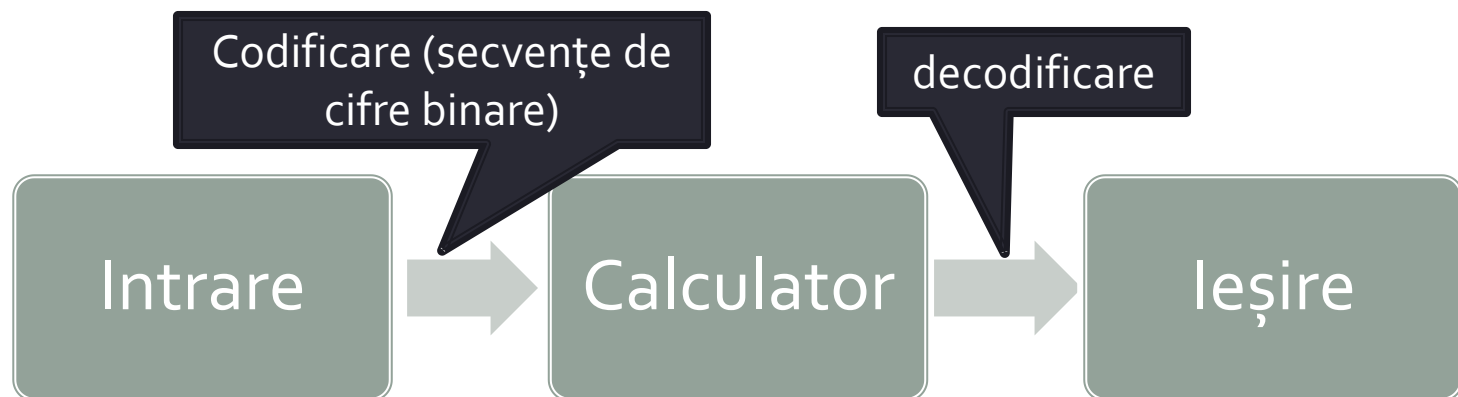 Codificare (secvențe de
cifre binare)
decodificare
Intrare
Calculator
Ieșire